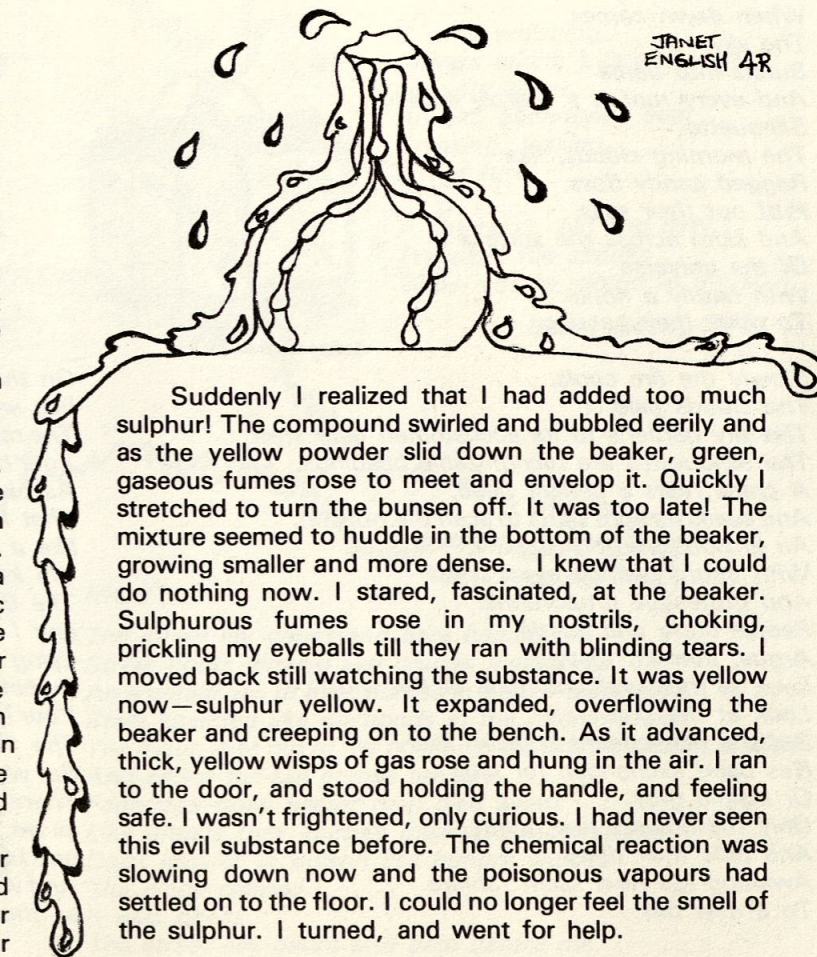 JANET
ENGLISH 4R
Suddenly I realized that I had added too much
sulphur! The compound swirled and bubbled eerily and
as the yellow powder slid down the beaker, green,
gaseous fumes rose to meet and envelop it. Quickly I
stretched to turn the bunsen off. It was too late! The
mixture seemed to huddle in the bottom of the beaker,
growing smaller and more dense. I knew that I could
do nothing now. I stared, fascinated, at the beaker.
Sulphurous fumes rose in my nostrils, choking,
prickling my eyeballs till they ran with blinding tears. I
moved back still watching the substance. It was yellow
now—sulphur yellow. It expanded, overflowing the
beaker and creeping on to the bench. As it advanced,
thick, yellow wisps of gas rose and hung in the air. I ran
to the door, and stood holding the handle, and feeling
safe. I wasn't frightened, only curious. I had never seen
this evil substance before. The chemical reaction was
slowing down now and the poisonous vapours had
settled on to the floor. I could no longer feel the smell of
the sulphur. I turned, and went for help.